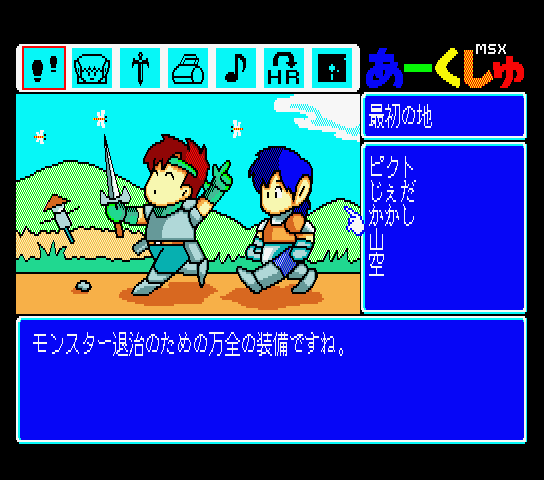 HR
MSX
あーくしゅ
最初の地
ピクト
じぇだ
かかし
山
空
モンスター退治のための万全の装備ですね。